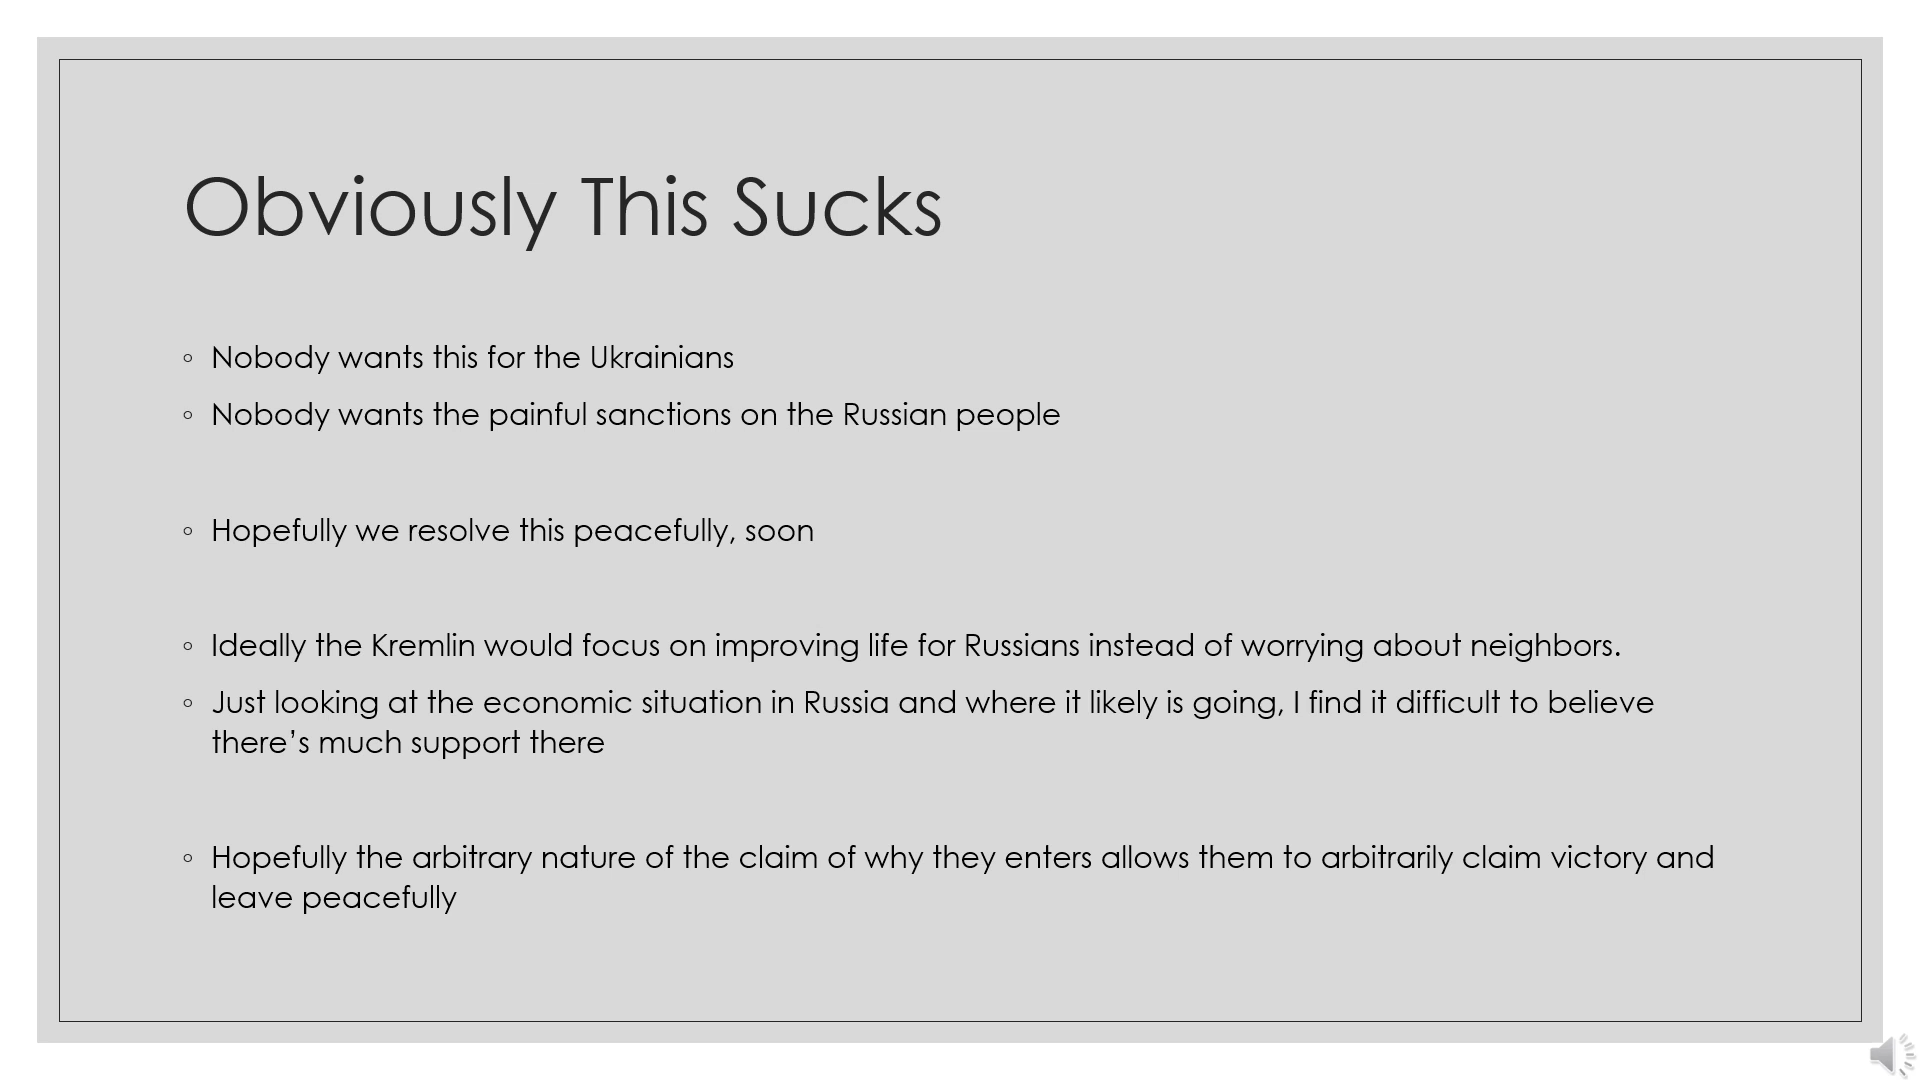 Obviously This Sucks
◦ Nobody wants this for the Ukrainians
◦ Nobody wants the painful sanctions on the Russian people
◦ Hopefully we resolve this peacefully, soon
◦ Ideally the Kremlin would focus on improving life for Russians instead of worrying about neighbors.
◦ Just looking at the economic situation in Russia and where it likely is going, I find it difficult to believe
there’s much support there
◦ Hopefully the arbitrary nature of the claim of why they enters allows them to arbitrarily claim victory and
leave peacefully